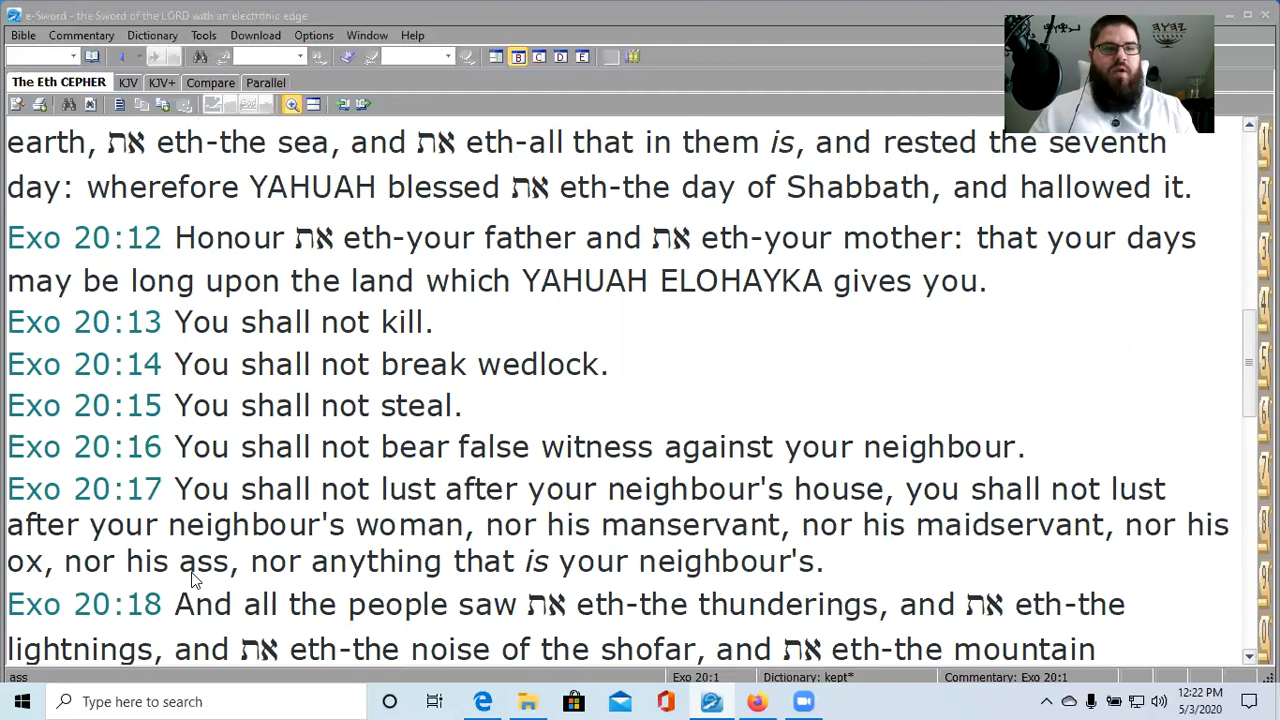 e-Sword - the Sword of the LORD with an electronic edge
Bible Commentary Dictionary Tools Download Options Window Help
B C D E
The Eth CEPHER KJV KJV+ Compare Parallel
earth, את eth-the sea, and את eth-all that in them is, and rested the seventh
day: wherefore YAHUAH blessed את eth-the day of Shabbath, and hallowed it.
Exo 20:12 Honour את eth-your father and את eth-your mother: that your days
may be long upon the land which YAHUAH ELOHAYKA gives you.
Exo 20:13 You shall not kill.
Exo 20:14 You shall not break wedlock.
Exo 20:15 You shall not steal.
Exo 20:16 You shall not bear false witness against your neighbour.
Exo 20:17 You shall not lust after your neighbour's house, you shall not lust
after your neighbour's woman, nor his manservant, nor his maidservant, nor his
ox, nor his ass, nor anything that is your neighbour's.
Exo 20:18 And all the people saw את eth-the thunderings, and את eth-the
lightnings, and את eth-the noise of the shofar, and את eth-the mountain
ass Exo 20:1 Dictionary: kept* Commentary: Exo 20:1
Type here to search
12:22 PM
5/3/2020